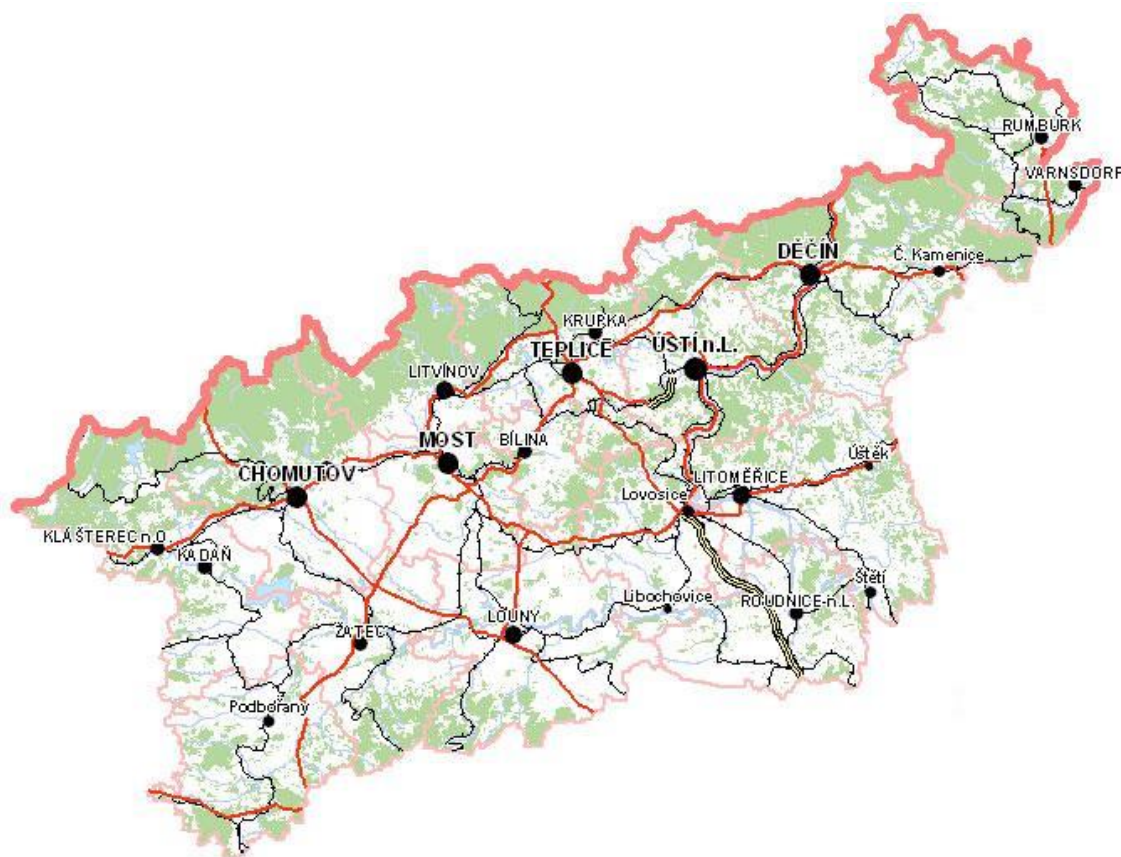 RUMBURK
VARNSDORF
DĚČÍN
Č. Kamenice
KRUPKA
TEPLICE
ÚSTÍ n.L.
LITVÍNOV
MOST
BÍLINA
Úštěk
CHOMUTOV
LITOMĚŘICE
Lovosice
KLÁŠTEREC n.O.
KADAŇ
Štětí
Libochovice
ROUDNICE-n.L.
LOUNY
ŽATEC
Podbořany